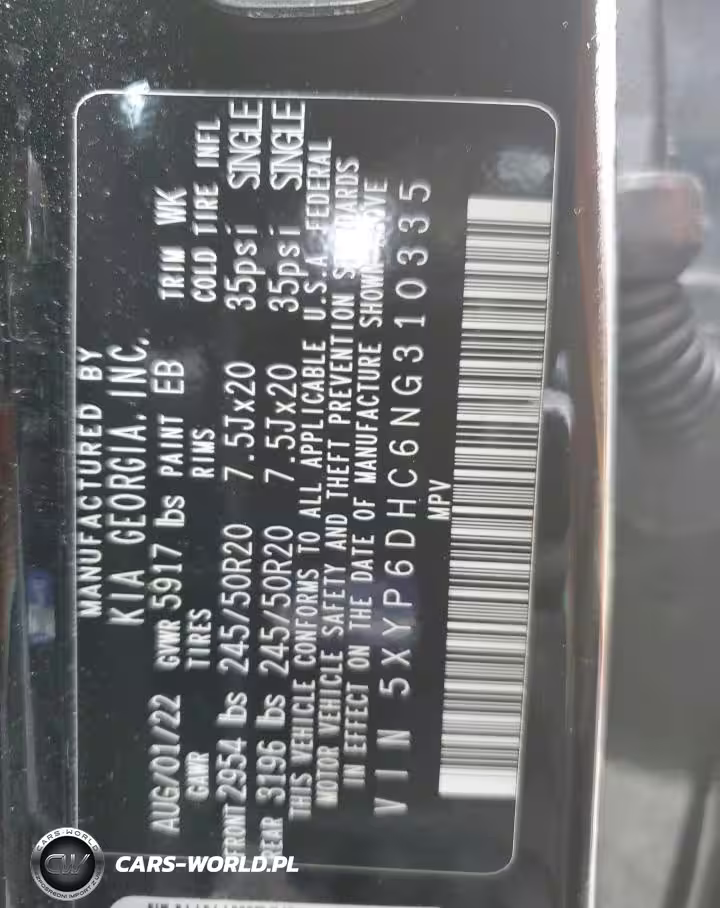 MANUFACTURED BY
KIA GEORGIA, INC.
AUG/01/22 GVWR 5917 lbs PAINT EB TRIM WK
GAWR TIRES RIMS COLD TIRE INFL
FRONT 2954 lbs 245/50R20 7.5Jx20 35psi SINGLE
REAR 3196 lbs 245/50R20 7.5Jx20 35psi SINGLE
THIS VEHICLE CONFORMS TO ALL APPLICABLE U.S.A. FEDERAL
MOTOR VEHICLE SAFETY AND THEFT PREVENTION STANDARDS
IN EFFECT ON THE DATE OF MANUFACTURE SHOWN ABOVE
VIN 5XYP6DHC6NG310335
MPV
CARS-WORLD
CW
CARS-WORLD.PL